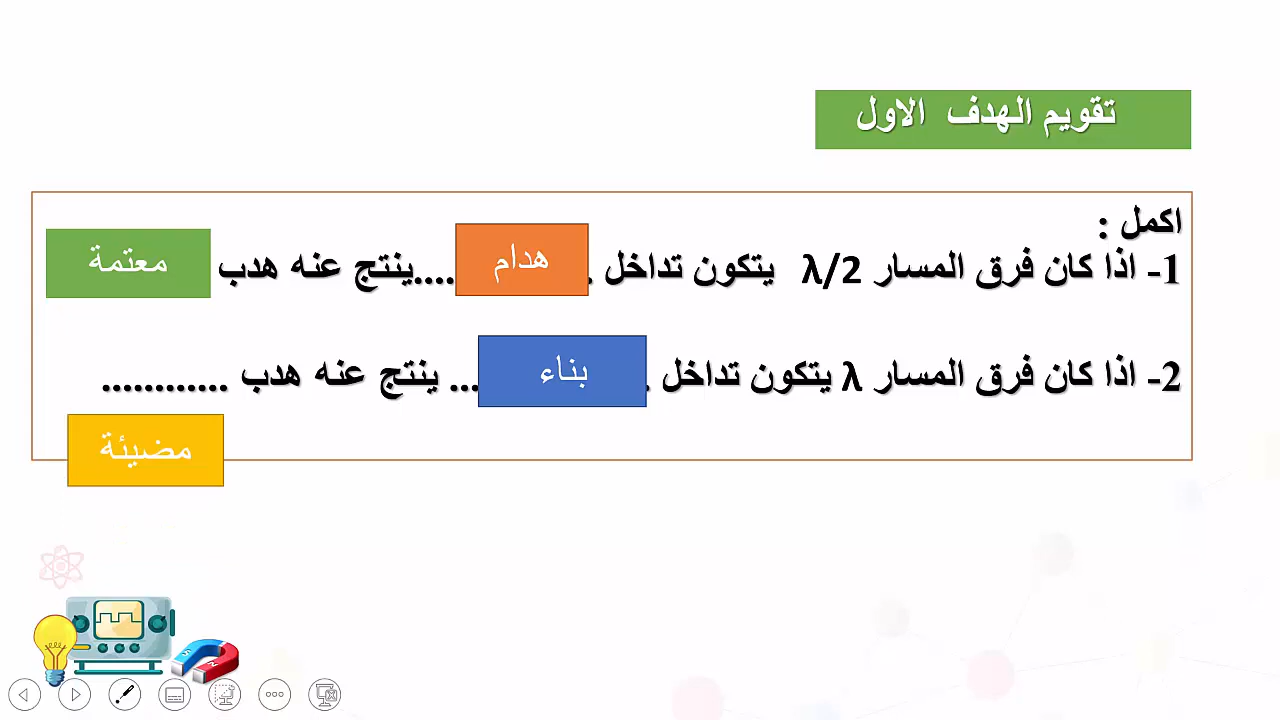 تقويم الهدف الاول
اكمل :
1- اذا كان فرق المسار λ/2 يتكون تداخل . هدام ....ينتج عنه هدب معتمة
2- اذا كان فرق المسار λ يتكون تداخل . بناء ... ينتج عنه هدب ............
مضيئة